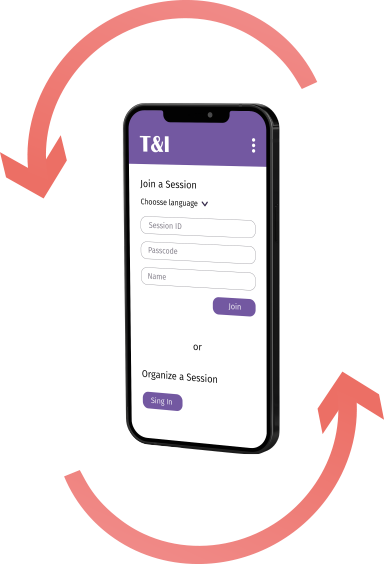 T&I
Join a Session
Choosse language
Session ID
Passcode
Name
Join
or
Organize a Session
Sing In